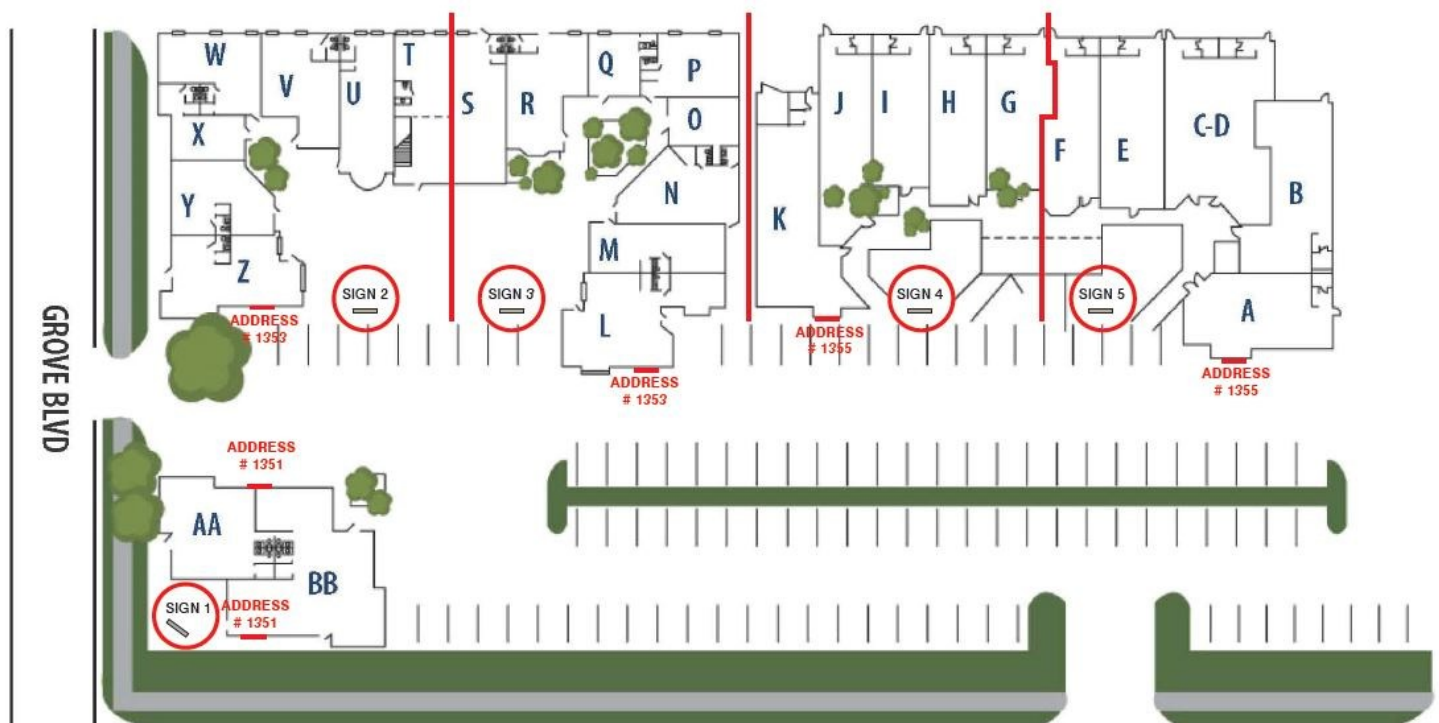 W
V
U
T
S
R
Q
P
O
X
Y
Z
N
M
L
J
I
H
G
F
E
C-D
B
K
A
SIGN 2
SIGN 3
SIGN 4
SIGN 5
ADDRESS
# 1353
ADDRESS
# 1353
ADDRESS
# 1355
ADDRESS
# 1355
GROVE BLVD
ADDRESS
# 1351
AA
BB
SIGN 1
ADDRESS
# 1351